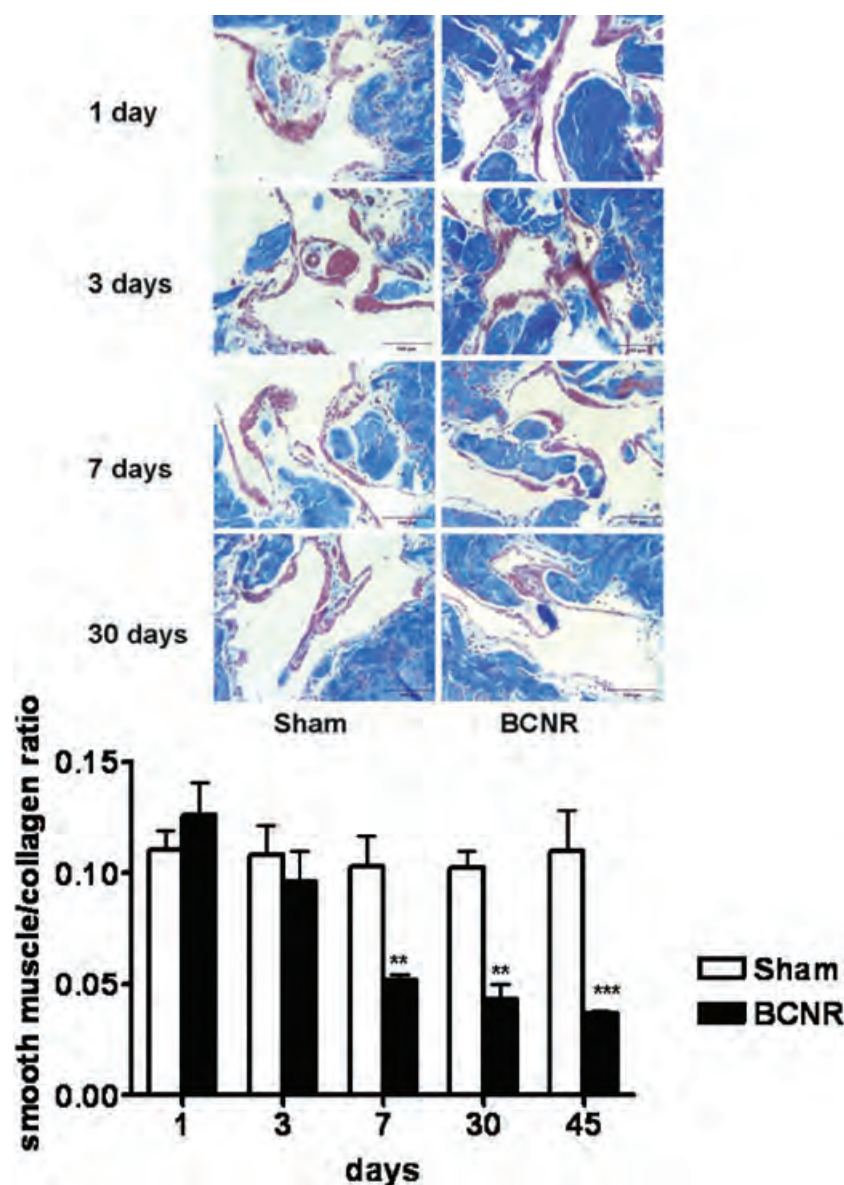 1 day
3 days
7 days
30 days
Sham BCNR
smooth muscle/collagen ratio
0.15
0.10
0.05
0.00
** ** ***
1 3 7 30 45
days
Sham
BCNR